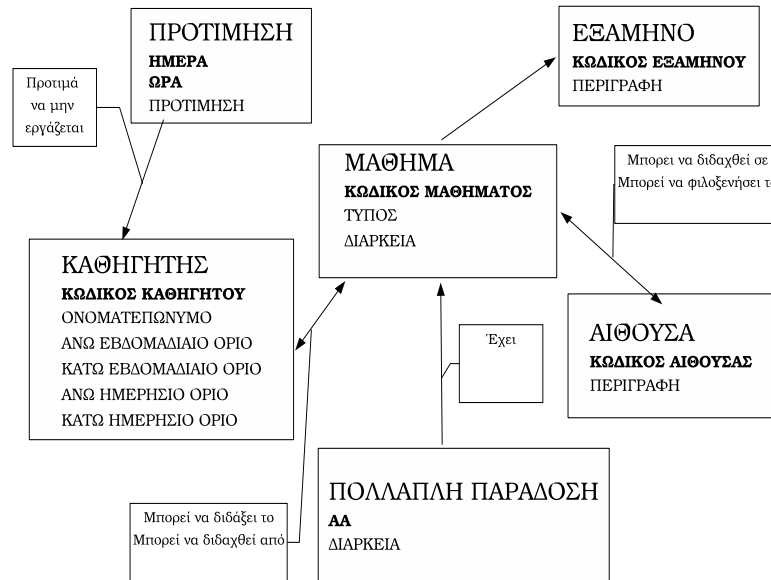 ΠΡΟΤΙΜΗΣΗ
ΗΜΕΡΑ
ΩΡΑ
ΠΡΟΤΙΜΗΣΗ
Προτιμά
να μην
εργάζεται
ΕΞΑΜΗΝΟ
ΚΩΔΙΚΟΣ ΕΞΑΜΗΝΟΥ
ΠΕΡΙΓΡΑΦΗ
ΜΑΘΗΜΑ
ΚΩΔΙΚΟΣ ΜΑΘΗΜΑΤΟΣ
ΤΥΠΟΣ
ΔΙΑΡΚΕΙΑ
Μπορει να διδαχθεί σε
Μπορεί να φιλοξενήσει
ΚΑΘΗΓΗΤΗΣ
ΚΩΔΙΚΟΣ ΚΑΘΗΓΗΤΟΥ
ΟΝΟΜΑΤΕΠΩΝΥΜΟ
ΑΝΩ ΕΒΔΟΜΑΔΙΑΙΟ ΟΡΙΟ
ΚΑΤΩ ΕΒΔΟΜΑΔΙΑΙΟ ΟΡΙΟ
ΑΝΩ ΗΜΕΡΗΣΙΟ ΟΡΙΟ
ΚΑΤΩ ΗΜΕΡΗΣΙΟ ΟΡΙΟ
Έχει
ΑΙΘΟΥΣΑ
ΚΩΔΙΚΟΣ ΑΙΘΟΥΣΑΣ
ΠΕΡΙΓΡΑΦΗ
ΠΟΛΛΑΠΛΗ ΠΑΡΑΔΟΣΗ
ΑΑ
ΔΙΑΡΚΕΙΑ
Μπορεί να διδάξει το
Μπορεί να διδαχθεί από